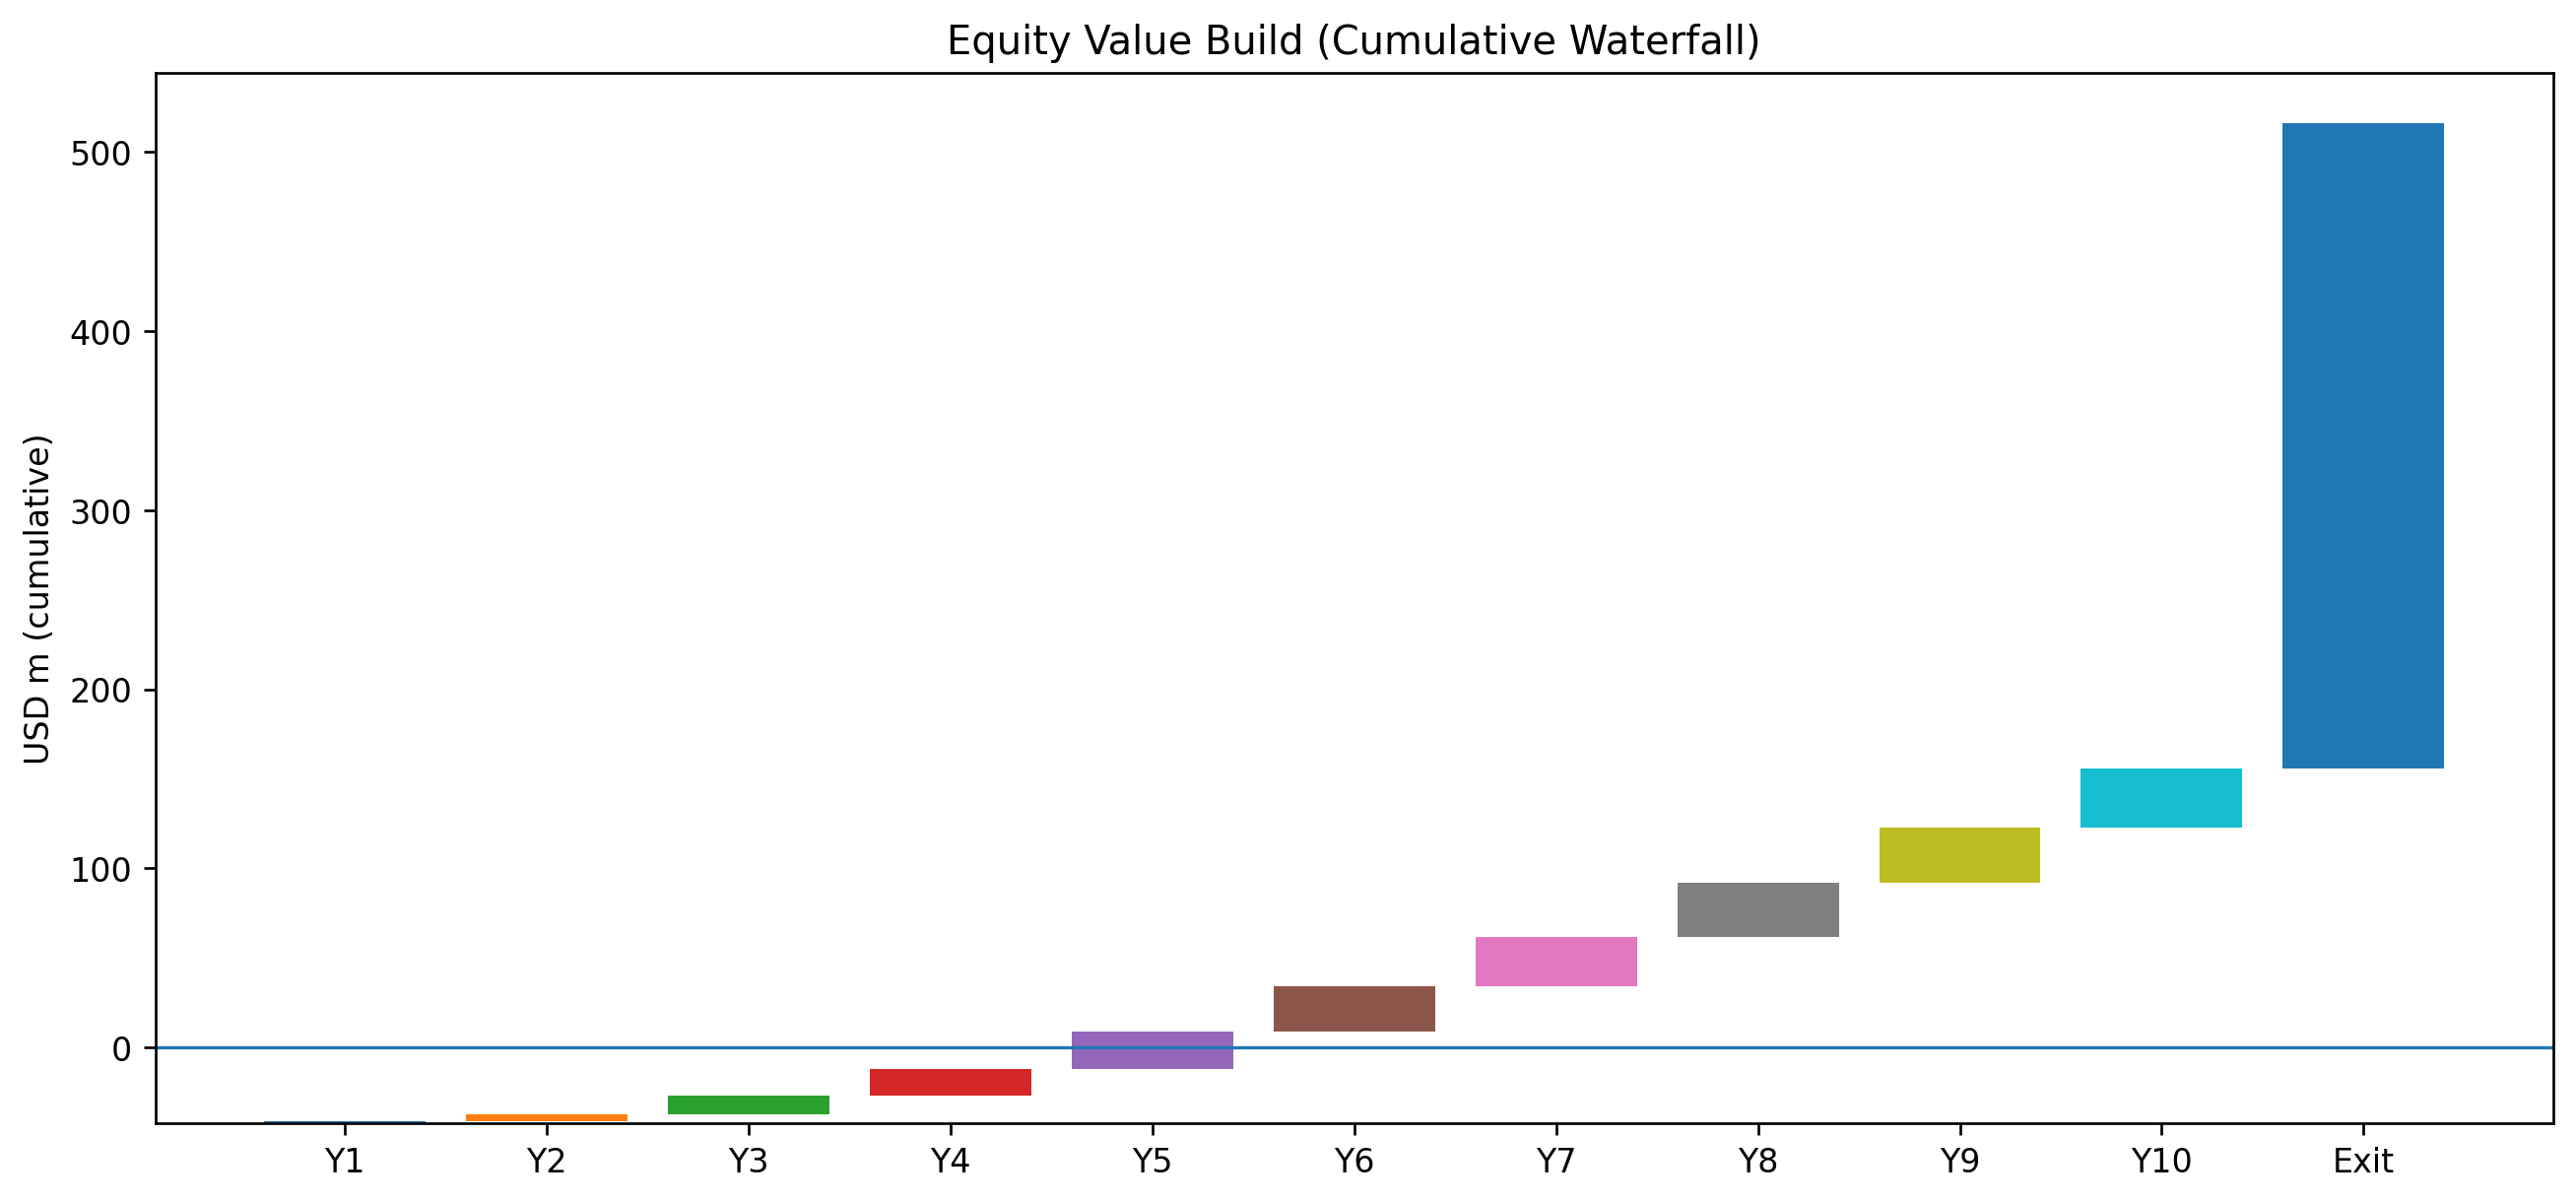 Equity Value Build (Cumulative Waterfall)
USD m (cumulative)
500
400
300
200
100
0
Y1 Y2 Y3 Y4 Y5 Y6 Y7 Y8 Y9 Y10 Exit